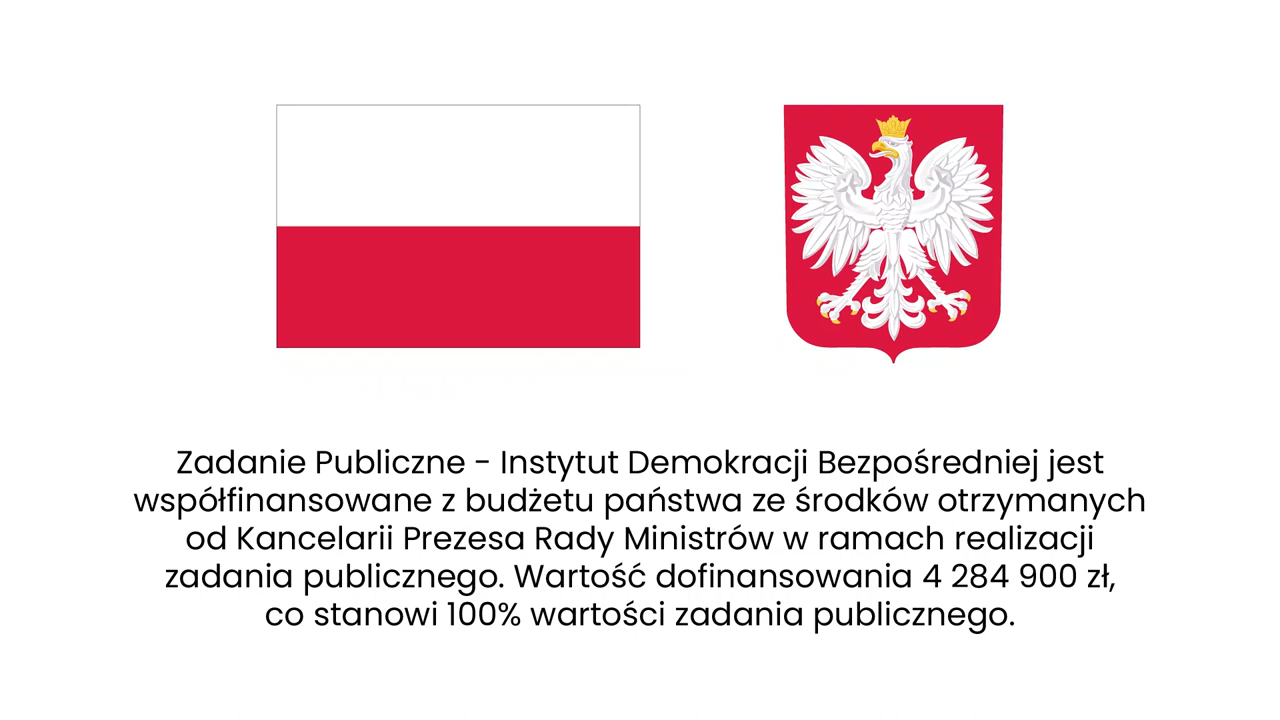 Zadanie Publiczne - Instytut Demokracji Bezpośredniej jest
współfinansowane z budżetu państwa ze środków otrzymanych
od Kancelarii Prezesa Rady Ministrów w ramach realizacji
zadania publicznego. Wartość dofinansowania 4 284 900 zł,
co stanowi 100% wartości zadania publicznego.